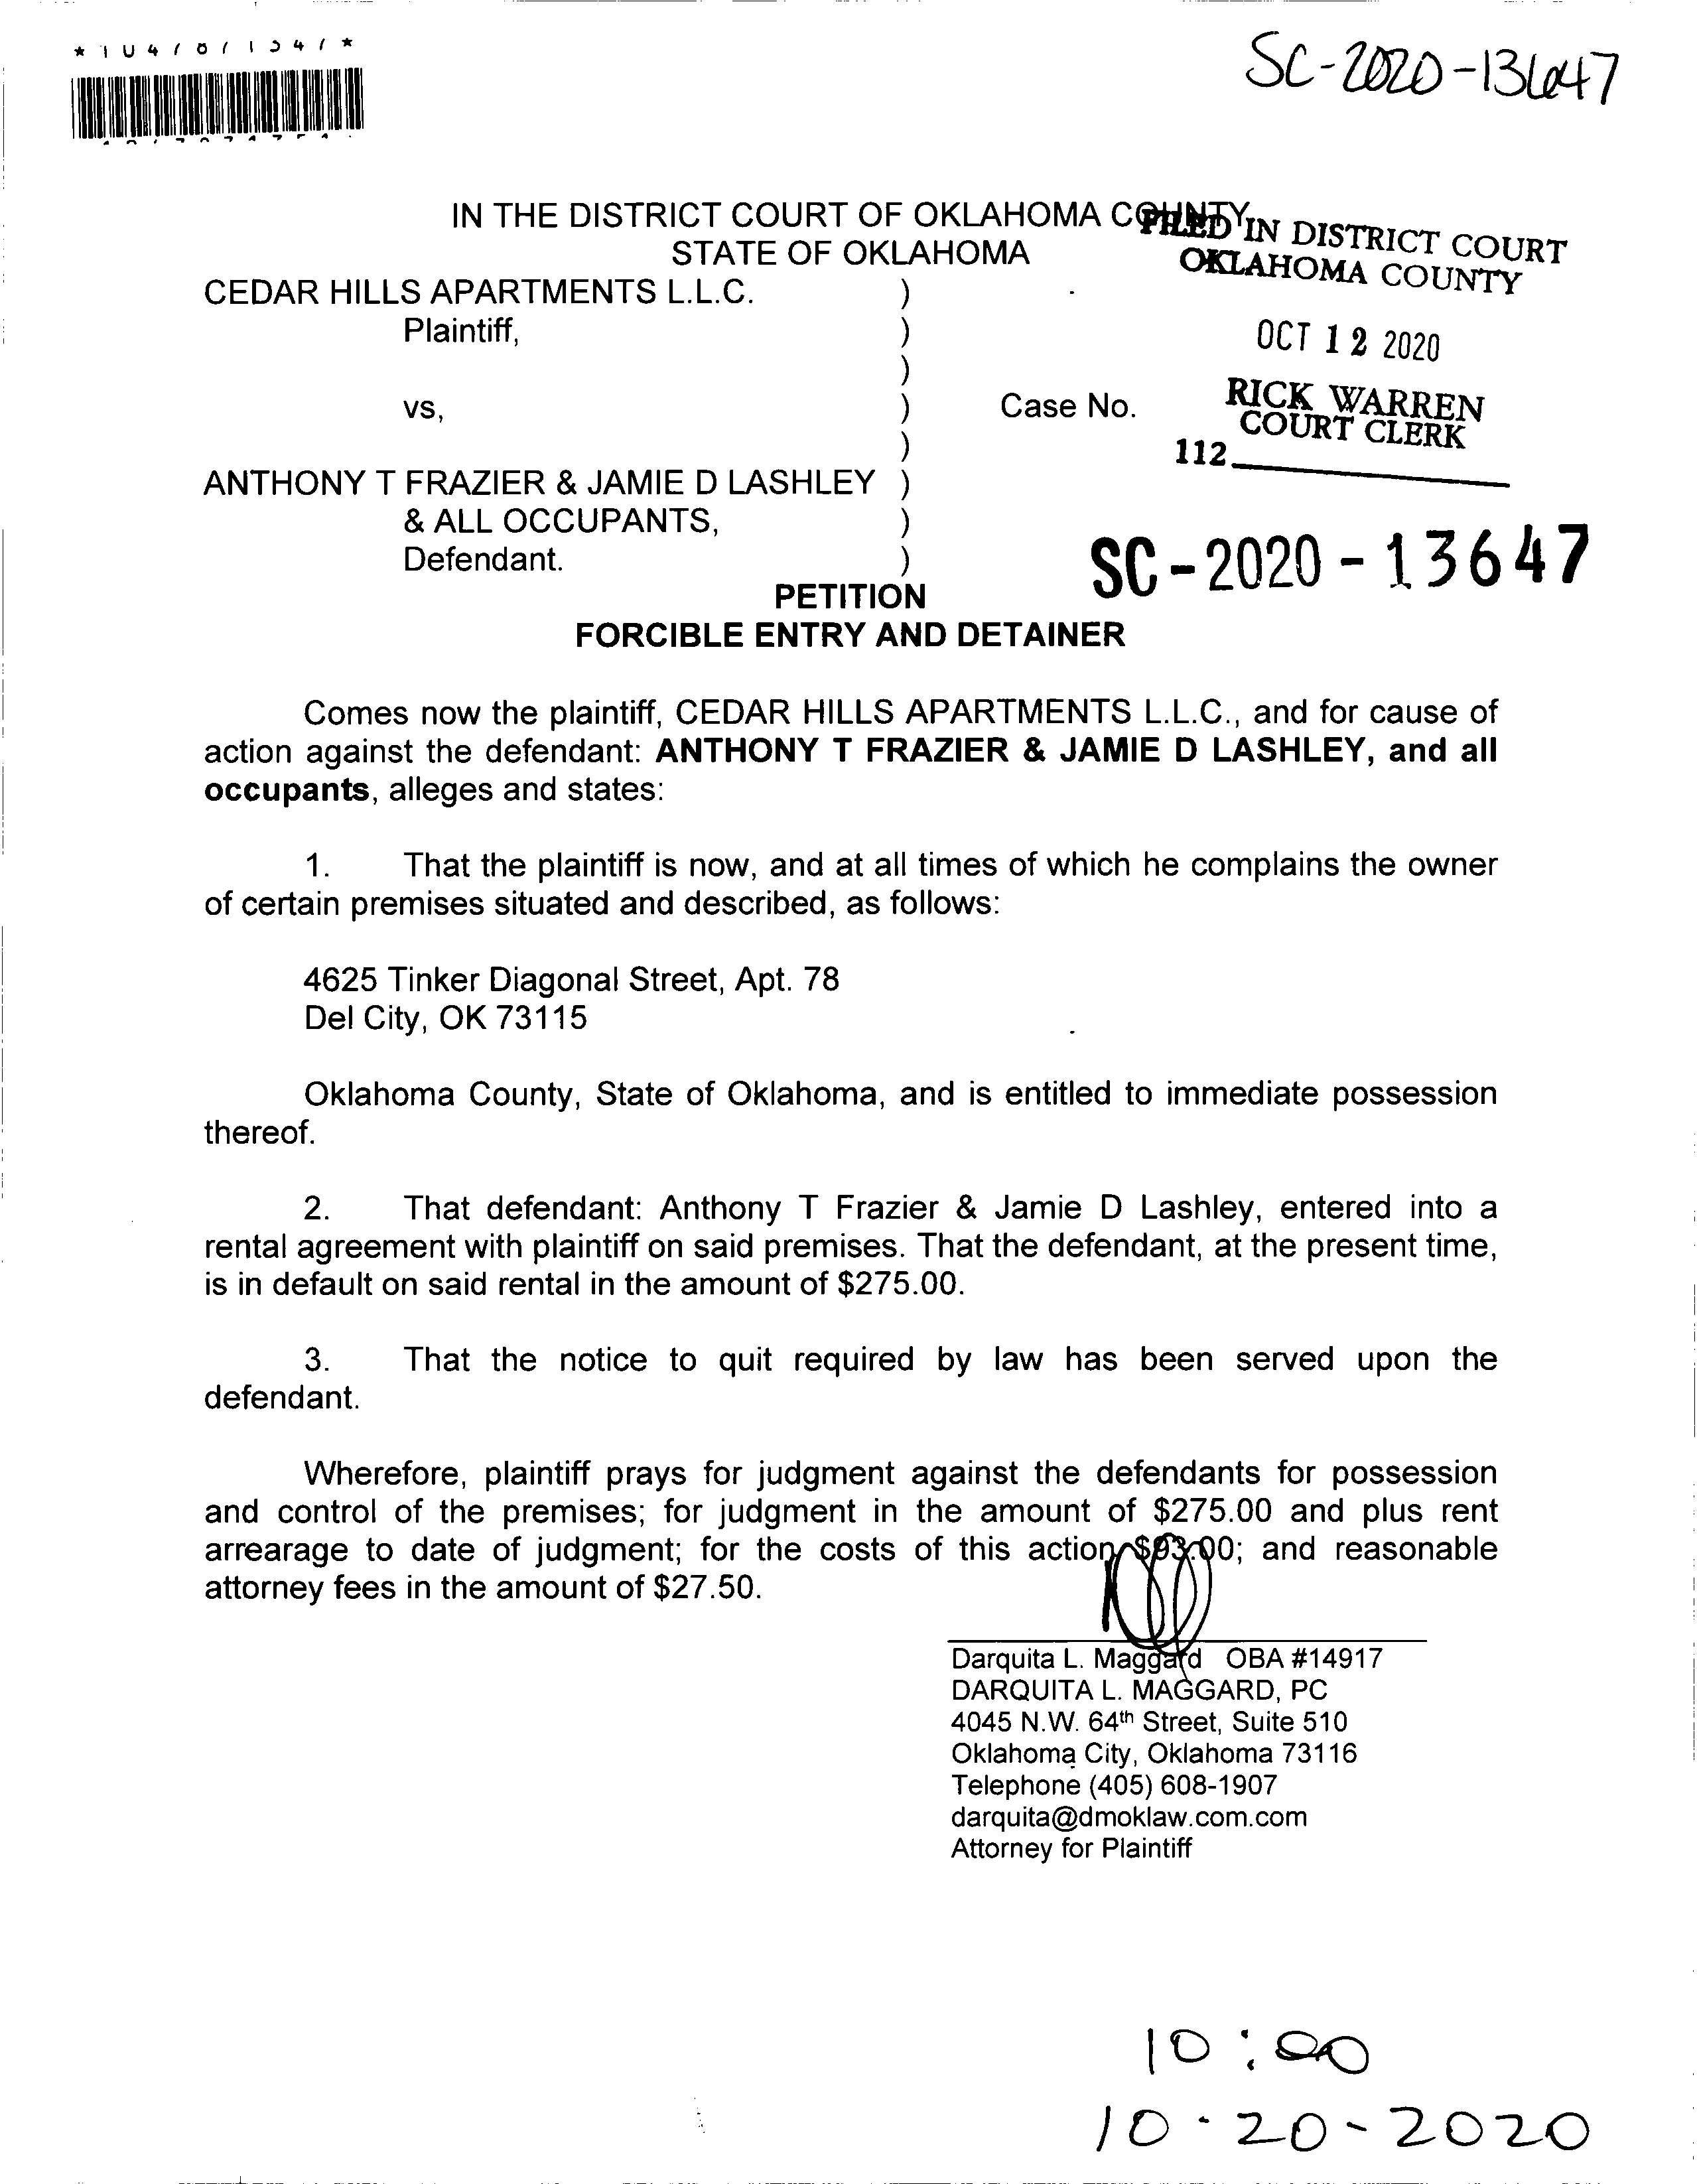 SC-2020-13647
IN THE DISTRICT COURT OF OKLAHOMA COUNTY
STATE OF OKLAHOMA
FILED IN DISTRICT COURT
OKLAHOMA COUNTY
CEDAR HILLS APARTMENTS L.L.C. )
Plaintiff, )
OCT 12 2020
)
vs, ) Case No.
RICK WARREN
COURT CLERK
)
112
ANTHONY T FRAZIER & JAMIE D LASHLEY )
& ALL OCCUPANTS, )
Defendant. )
SC-2020-13647
PETITION
FORCIBLE ENTRY AND DETAINER
Comes now the plaintiff, CEDAR HILLS APARTMENTS L.L.C., and for cause of
action against the defendant: ANTHONY T FRAZIER & JAMIE D LASHLEY, and all
occupants, alleges and states:
1. That the plaintiff is now, and at all times of which he complains the owner
of certain premises situated and described, as follows:
4625 Tinker Diagonal Street, Apt. 78
Del City, OK 73115
Oklahoma County, State of Oklahoma, and is entitled to immediate possession
thereof.
2. That defendant: Anthony T Frazier & Jamie D Lashley, entered into a
rental agreement with plaintiff on said premises. That the defendant, at the present time,
is in default on said rental in the amount of $275.00.
3. That the notice to quit required by law has been served upon the
defendant.
Wherefore, plaintiff prays for judgment against the defendants for possession
and control of the premises; for judgment in the amount of $275.00 and plus rent
arrearage to date of judgment; for the costs of this action $93.00; and reasonable
attorney fees in the amount of $27.50.
Darquita L. Maggard OBA #14917
DARQUITA L. MAGGARD, PC
4045 N.W. 64th Street, Suite 510
Oklahoma City, Oklahoma 73116
Telephone (405) 608-1907
darquita@dmoklaw.com.com
Attorney for Plaintiff
10:00
10-20-2020